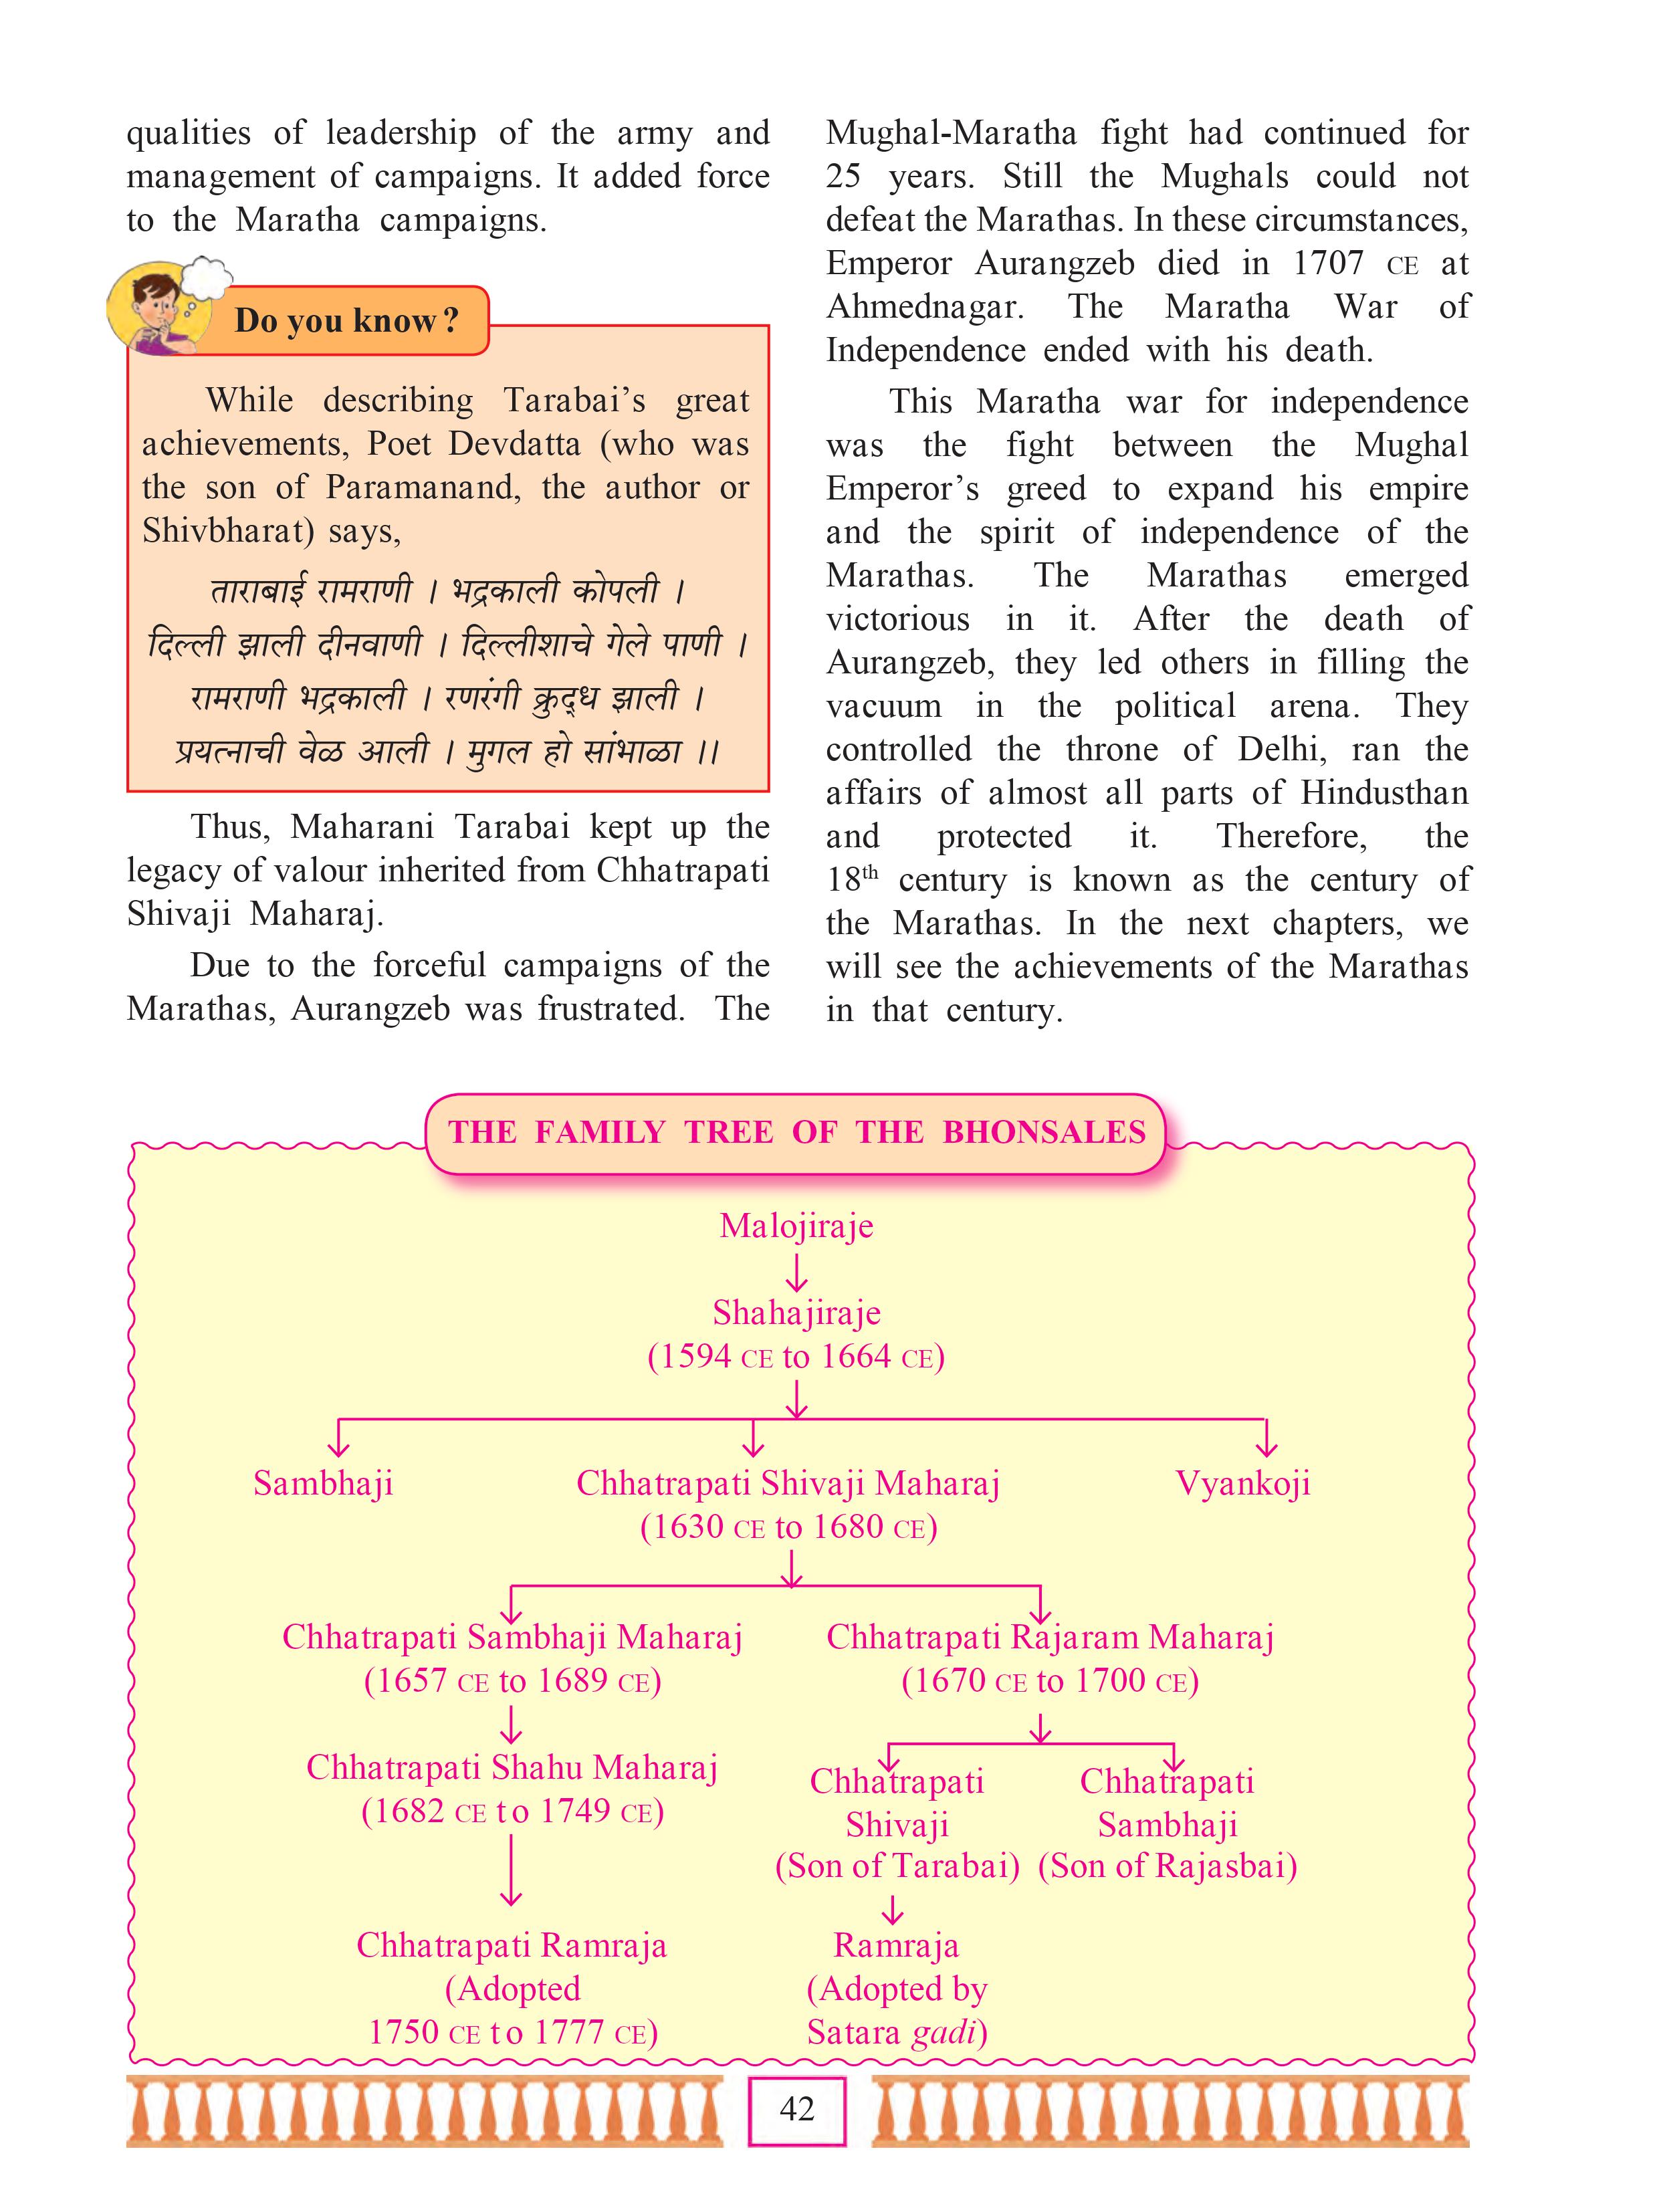 qualities of leadership of the army and
management of campaigns. It added force
to the Maratha campaigns.
Do you know?
While describing Tarabai’s great
achievements, Poet Devdatta (who was
the son of Paramanand, the author or
Shivbharat) says,
ताराबाई रामराणी । भद्रकाली कोपली ।
दिल्ली झाली दीनवाणी । दिल्लीशाचे गेले पाणी ।
रामराणी भद्रकाली । रणरंगी क्रुद्ध झाली ।
प्रयत्नाची वेळ आली । मुगल हो सांभाळा ।।
Thus, Maharani Tarabai kept up the
legacy of valour inherited from Chhatrapati
Shivaji Maharaj.
Due to the forceful campaigns of the
Marathas, Aurangzeb was frustrated. The
Mughal-Maratha fight had continued for
25 years. Still the Mughals could not
defeat the Marathas. In these circumstances,
Emperor Aurangzeb died in 1707 CE at
Ahmednagar. The Maratha War of
Independence ended with his death.
This Maratha war for independence
was the fight between the Mughal
Emperor’s greed to expand his empire
and the spirit of independence of the
Marathas. The Marathas emerged
victorious in it. After the death of
Aurangzeb, they led others in filling the
vacuum in the political arena. They
controlled the throne of Delhi, ran the
affairs of almost all parts of Hindusthan
and protected it. Therefore, the
18th century is known as the century of
the Marathas. In the next chapters, we
will see the achievements of the Marathas
in that century.
THE FAMILY TREE OF THE BHONSALES
Malojiraje
Shahajiraje
(1594 CE to 1664 CE)
Sambhaji
Chhatrapati Shivaji Maharaj
(1630 CE to 1680 CE)
Vyankoji
Chhatrapati Sambhaji Maharaj
(1657 CE to 1689 CE)
Chhatrapati Rajaram Maharaj
(1670 CE to 1700 CE)
Chhatrapati Shahu Maharaj
(1682 CE to 1749 CE)
Chhatrapati
Shivaji
(Son of Tarabai)
Chhatrapati
Sambhaji
(Son of Rajasbai)
Chhatrapati Ramraja
(Adopted
1750 CE to 1777 CE)
Ramraja
(Adopted by
Satara gadi)
42